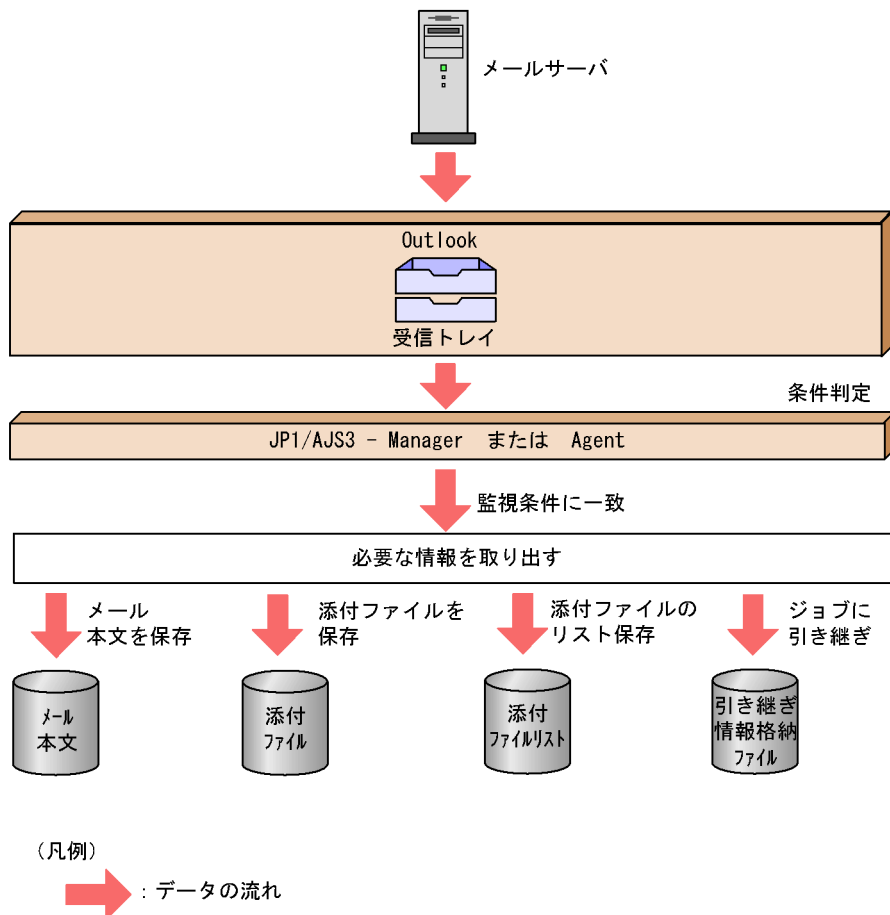 メールサーバ
Outlook
受信トレイ
条件判定
JP1/AJS3 - Manager または Agent
監視条件に一致
必要な情報を取り出す
メール
本文を保存
添付ファイルを
保存
添付ファイルの
リスト保存
ジョブに
引き継ぎ
ﾒｰﾙ
本文
添付
ﾌｧｲﾙ
添付
ﾌｧｲﾙﾘｽﾄ
引き継ぎ
情報格納
ﾌｧｲﾙ
(凡例)
：データの流れ